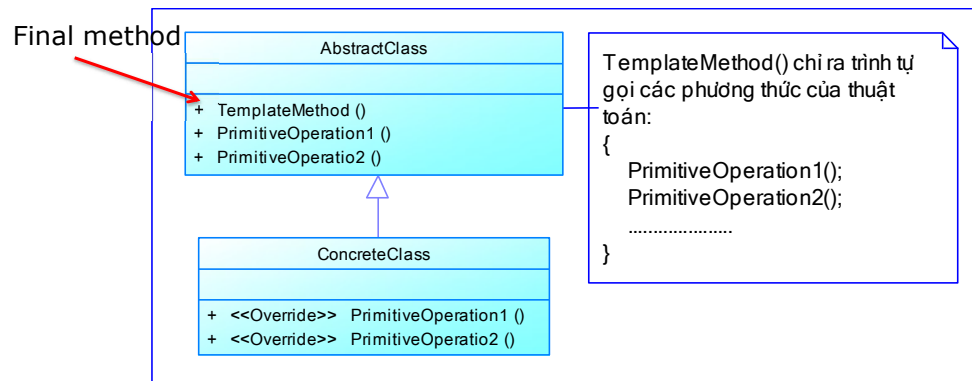 Final method
AbstractClass
+ TemplateMethod ()
+ PrimitiveOperation1 ()
+ PrimitiveOperatio2 ()
TemplateMethod() chỉ ra trình tự
gọi các phương thức của thuật
toán:
{
PrimitiveOperation1();
PrimitiveOperation2();
.....................
}
ConcreteClass
+ <<Override>> PrimitiveOperation1 ()
+ <<Override>> PrimitiveOperatio2 ()